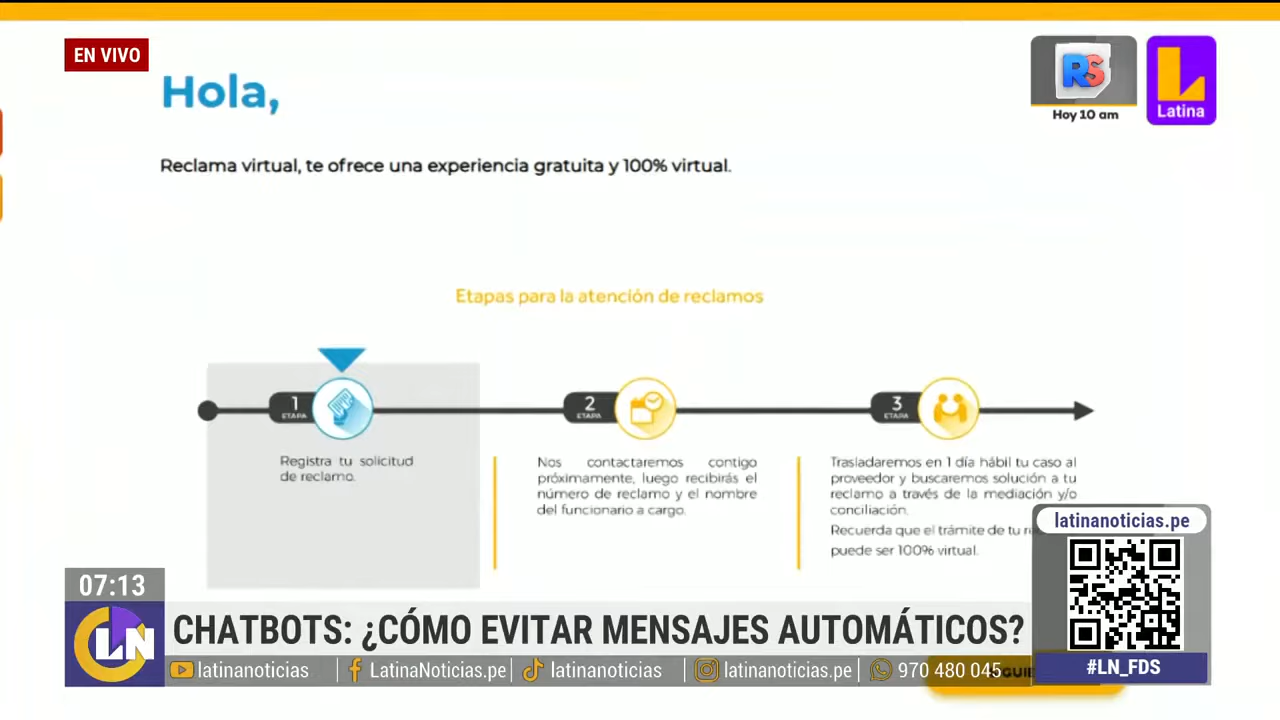 EN VIVO
Hola,
RS
Hoy 10 am
Latina
Reclama virtual, te ofrece una experiencia gratuita y 100% virtual.
Etapas para la atención de reclamos
1
ETAPA
2
ETAPA
3
ETAPA
Registra tu solicitud
de reclamo.
Nos contactaremos contigo
próximamente, luego recibirás el
número de reclamo y el nombre
del funcionario a cargo.
Trasladaremos en 1 día hábil tu caso al
proveedor y buscaremos solución a tu
reclamo a través de la mediación y/o
conciliación.
Recuerda que el trámite de tu
puede ser 100% virtual.
latinanoticias.pe
07:13
LN
CHATBOTS: ¿CÓMO EVITAR MENSAJES AUTOMÁTICOS?
latinanoticias
LatinaNoticias.pe
latinanoticias
latinanoticias.pe
970 480 045
#LN_FDS